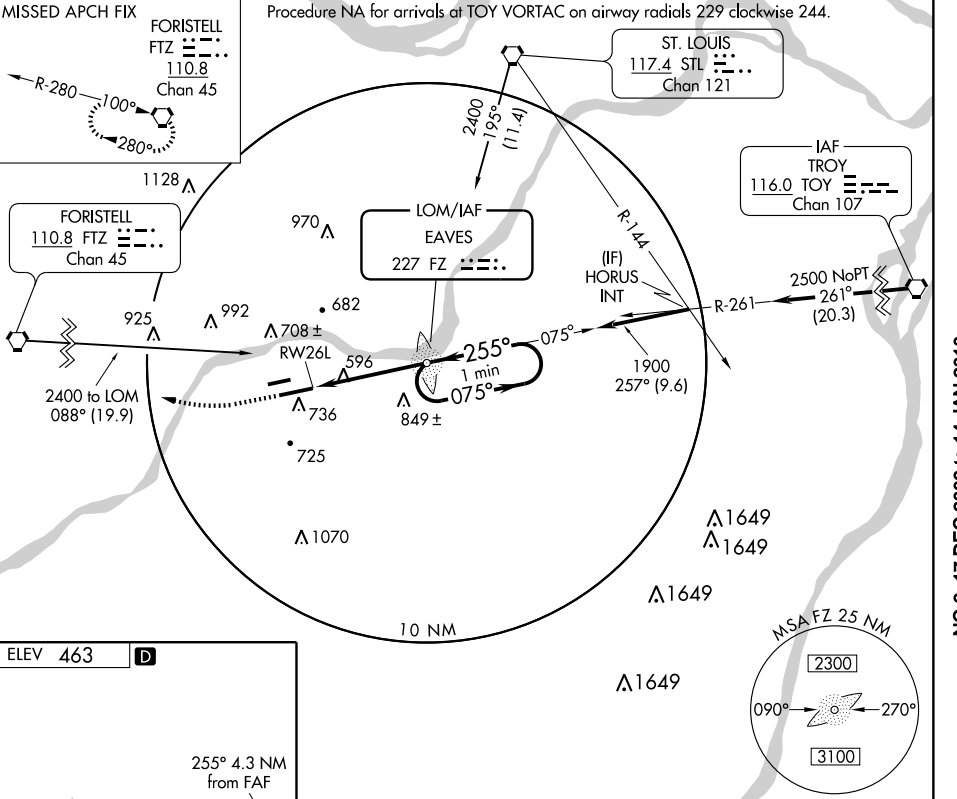 MISSED APCH FIX
FORISTELL
FTZ
110.8
Chan 45
R-280
100°
280°
Procedure NA for arrivals at TOY VORTAC on airway radials 229 clockwise 244.
ST. LOUIS
117.4 STL
Chan 121
2400
195°
(11.4)
IAF
TROY
116.0 TOY
Chan 107
1128
FORISTELL
110.8 FTZ
Chan 45
970
LOM/IAF
EAVES
227 FZ
R-144
(IF)
HORUS
INT
2500 NoPT
261°
(20.3)
R-261
925
992
682
708 ±
RW26L
596
255°
1 min
075°
075°
1900
257° (9.6)
2400 to LOM
088° (19.9)
736
849 ±
725
1070
1649
1649
1649
1649
10 NM
MSA FZ 25 NM
2300
090°
270°
3100
ELEV 463
D
255° 4.3 NM
from FAF